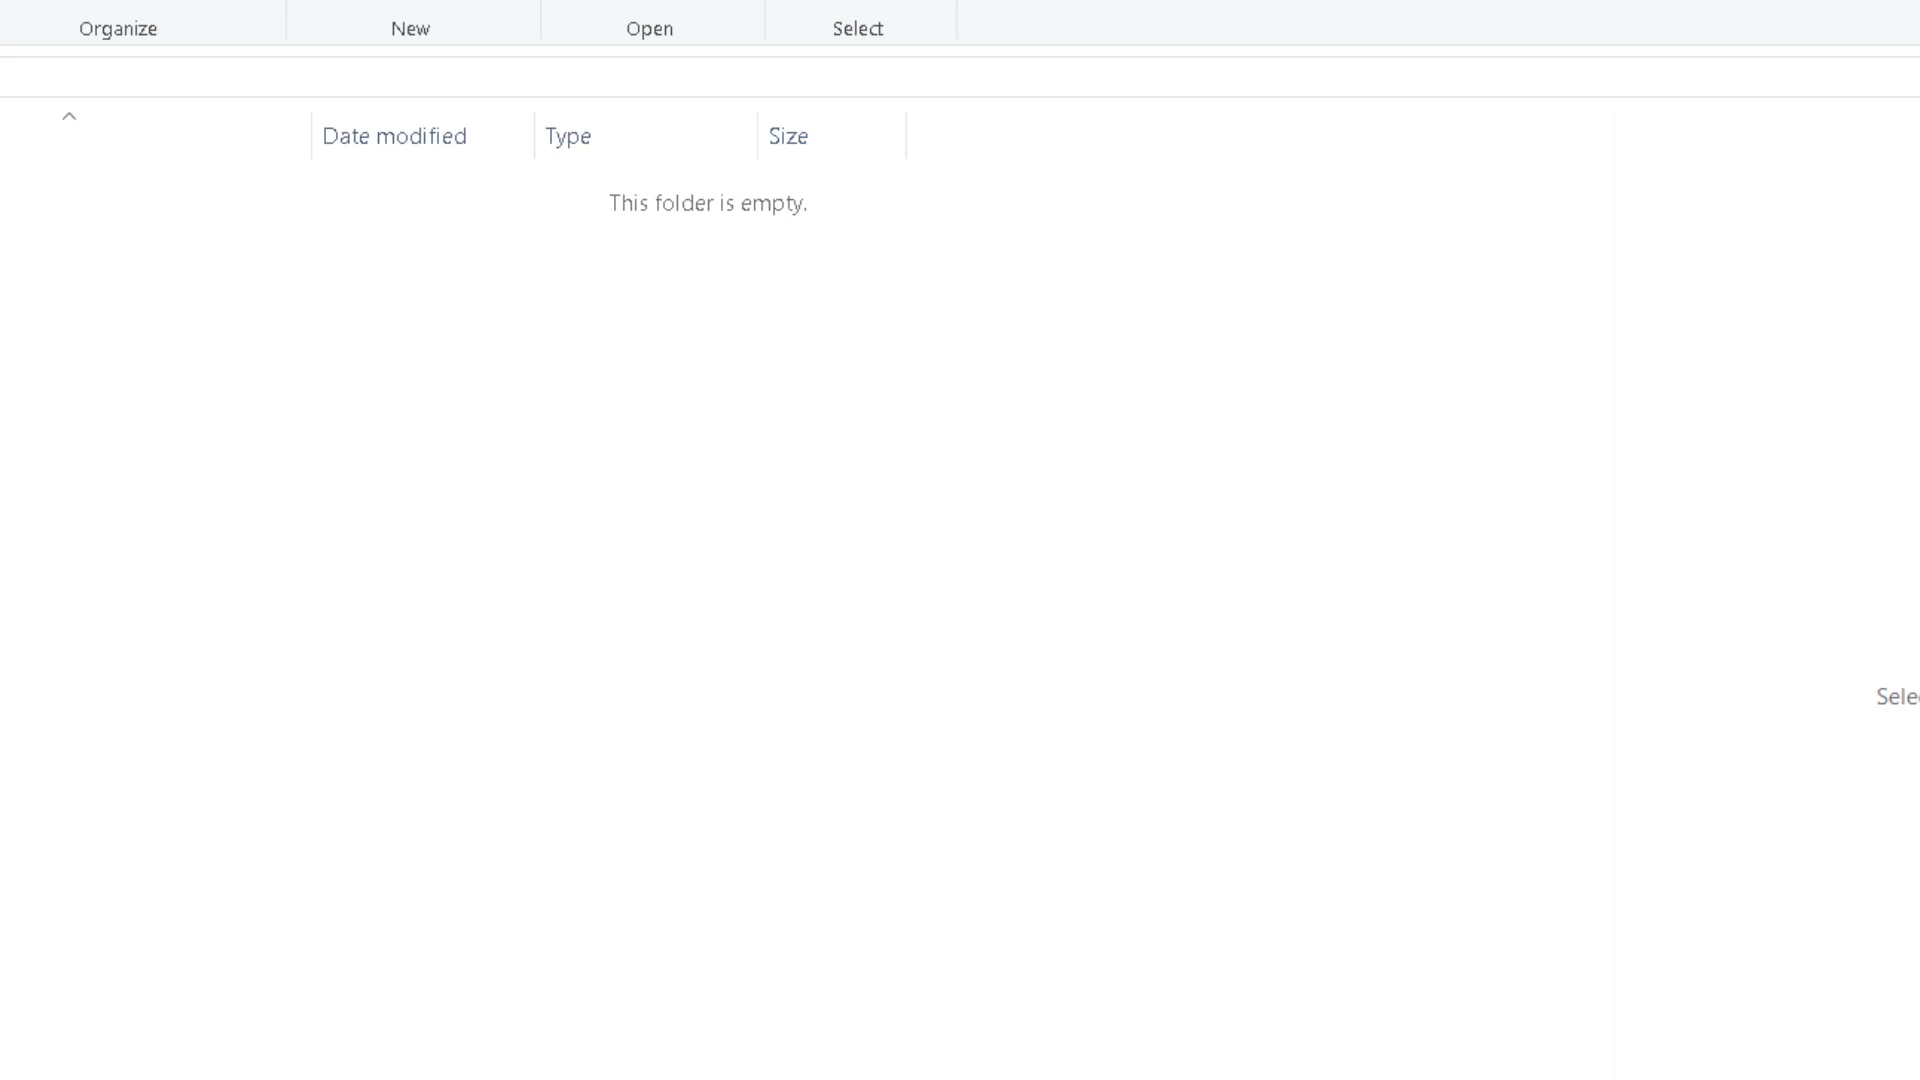 Organize New Open Select
Date modified Type Size
This folder is empty.